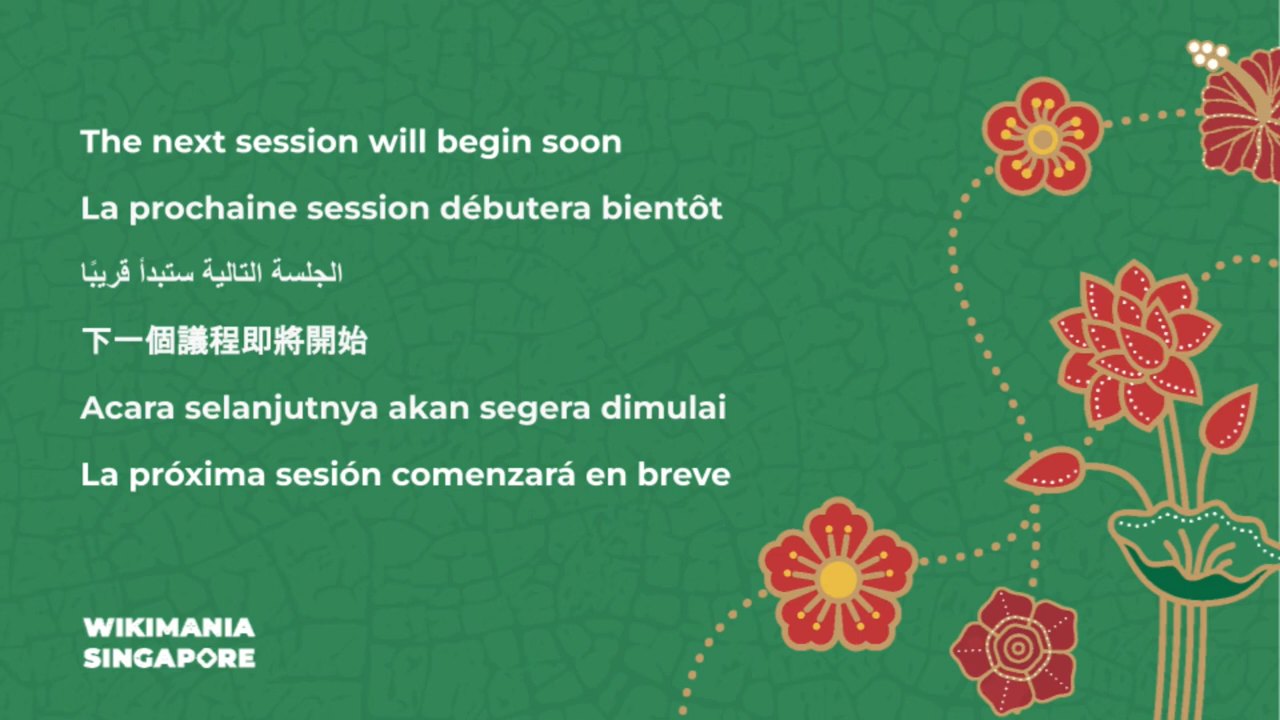 The next session will begin soon
La prochaine session débutera bientôt
الجلسة التالية ستبدأ قريبًا
下一個議程即將開始
Acara selanjutnya akan segera dimulai
La próxima sesión comenzará en breve
WIKIMANIA
SINGAPORE